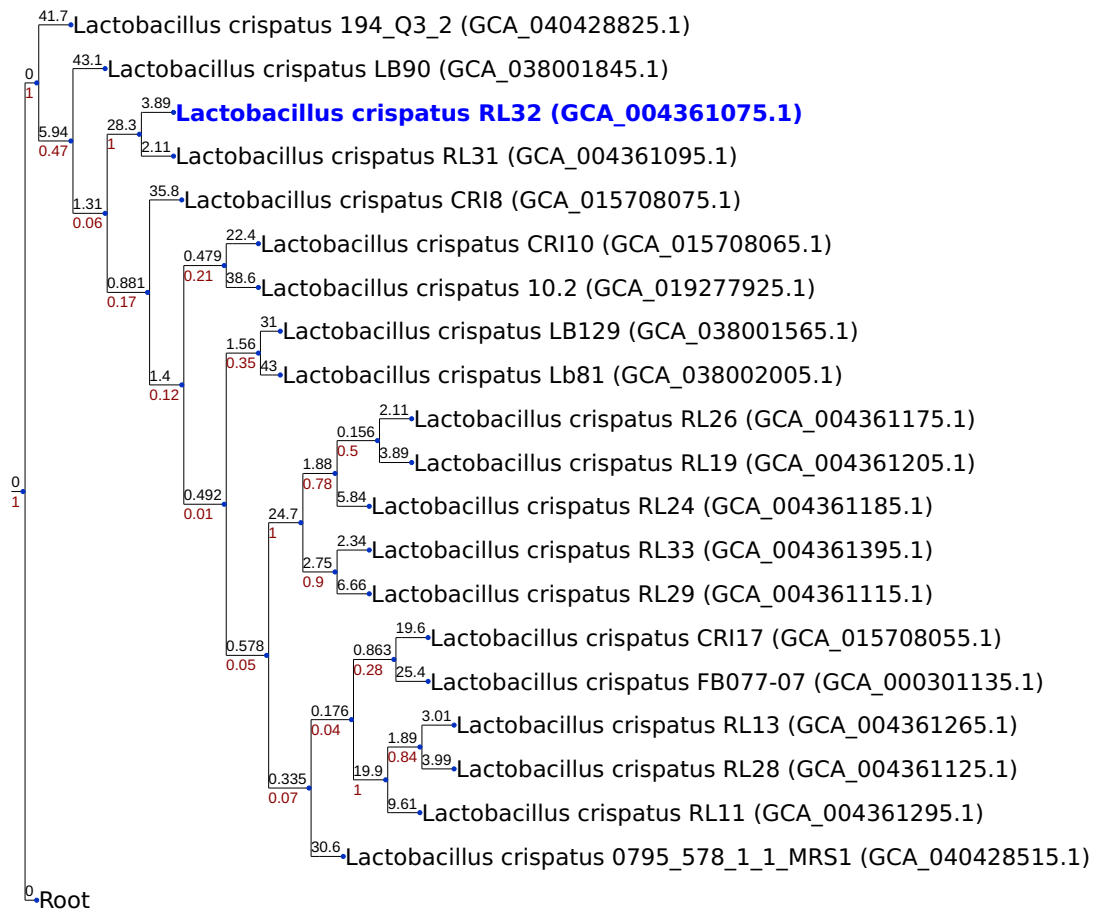 41.7
Lactobacillus crispatus 194_Q3_2 (GCA_040428825.1)
43.1
Lactobacillus crispatus LB90 (GCA_038001845.1)
0
1
3.89
Lactobacillus crispatus RL32 (GCA_004361075.1)
28.3
1
5.94
0.47
2.11
Lactobacillus crispatus RL31 (GCA_004361095.1)
35.8
Lactobacillus crispatus CRI8 (GCA_015708075.1)
1.31
0.06
22.4
Lactobacillus crispatus CRI10 (GCA_015708065.1)
0.479
0.21
38.6
Lactobacillus crispatus 10.2 (GCA_019277925.1)
0.881
0.17
31
Lactobacillus crispatus LB129 (GCA_038001565.1)
1.56
0.35
43
Lactobacillus crispatus Lb81 (GCA_038002005.1)
1.4
0.12
2.11
Lactobacillus crispatus RL26 (GCA_004361175.1)
0.156
0.5
3.89
Lactobacillus crispatus RL19 (GCA_004361205.1)
1.88
0.78
0
1
0.492
0.01
5.84
Lactobacillus crispatus RL24 (GCA_004361185.1)
24.7
1
2.34
Lactobacillus crispatus RL33 (GCA_004361395.1)
2.75
0.9
6.66
Lactobacillus crispatus RL29 (GCA_004361115.1)
19.6
Lactobacillus crispatus CRI17 (GCA_015708055.1)
0.578
0.05
0.863
0.28
25.4
Lactobacillus crispatus FB077-07 (GCA_000301135.1)
0.176
0.04
3.01
Lactobacillus crispatus RL13 (GCA_004361265.1)
1.89
0.84
3.99
Lactobacillus crispatus RL28 (GCA_004361125.1)
19.9
1
0.335
0.07
9.61
Lactobacillus crispatus RL11 (GCA_004361295.1)
30.6
Lactobacillus crispatus 0795_578_1_1_MRS1 (GCA_040428515.1)
0
Root